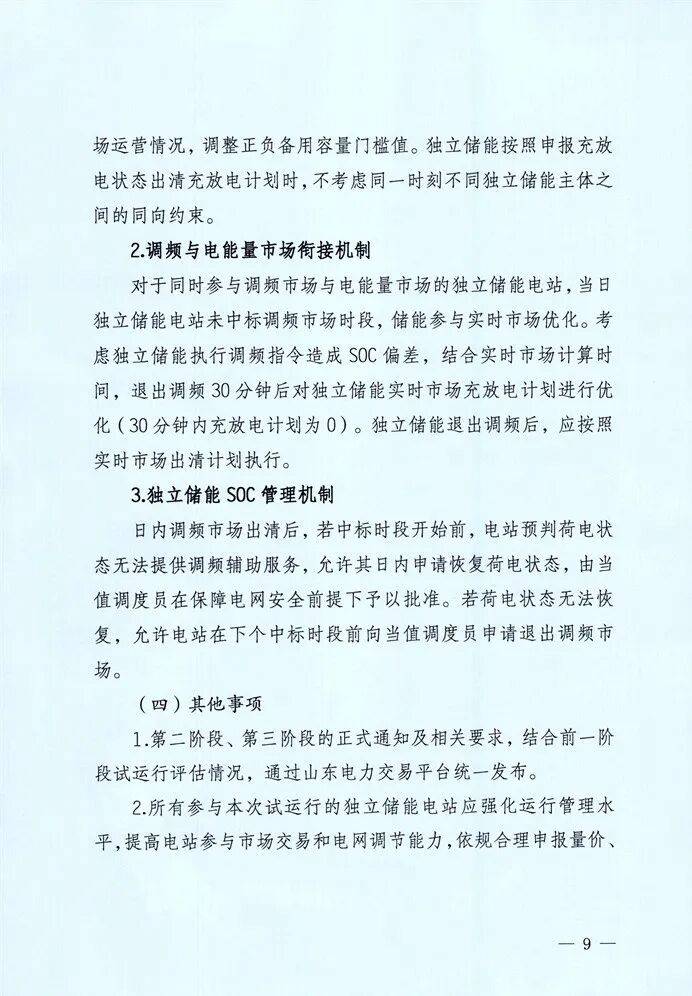 场运营情况，调整正负备用容量门槛值。独立储能按照申报充放
电状态出清充放电计划时，不考虑同一时刻不同独立储能主体之
间的同向约束。
2.调频与电能量市场衔接机制
对于同时参与调频市场与电能量市场的独立储能电站，当日
独立储能电站未中标调频市场时段，储能参与实时市场优化。考
虑独立储能执行调频指令造成 SOC 偏差，结合实时市场计算时
间，退出调频 30 分钟后对独立储能实时市场充放电计划进行优
化（30 分钟内充放电计划为 0）。独立储能退出调频后，应按照
实时市场出清计划执行。
3.独立储能 SOC 管理机制
日内调频市场出清后，若中标时段开始前，电站预判荷电状
态无法提供调频辅助服务，允许其日内申请恢复荷电状态，由当
值调度员在保障电网安全前提下予以批准。若荷电状态无法恢
复，允许电站在下个中标时段前向当值调度员申请退出调频市
场。
（四）其他事项
1.第二阶段、第三阶段的正式通知及相关要求，结合前一阶
段试运行评估情况，通过山东电力交易平台统一发布。
2.所有参与本次试运行的独立储能电站应强化运行管理水
平，提高电站参与市场交易和电网调节能力，依规合理申报量价、
— 9 —